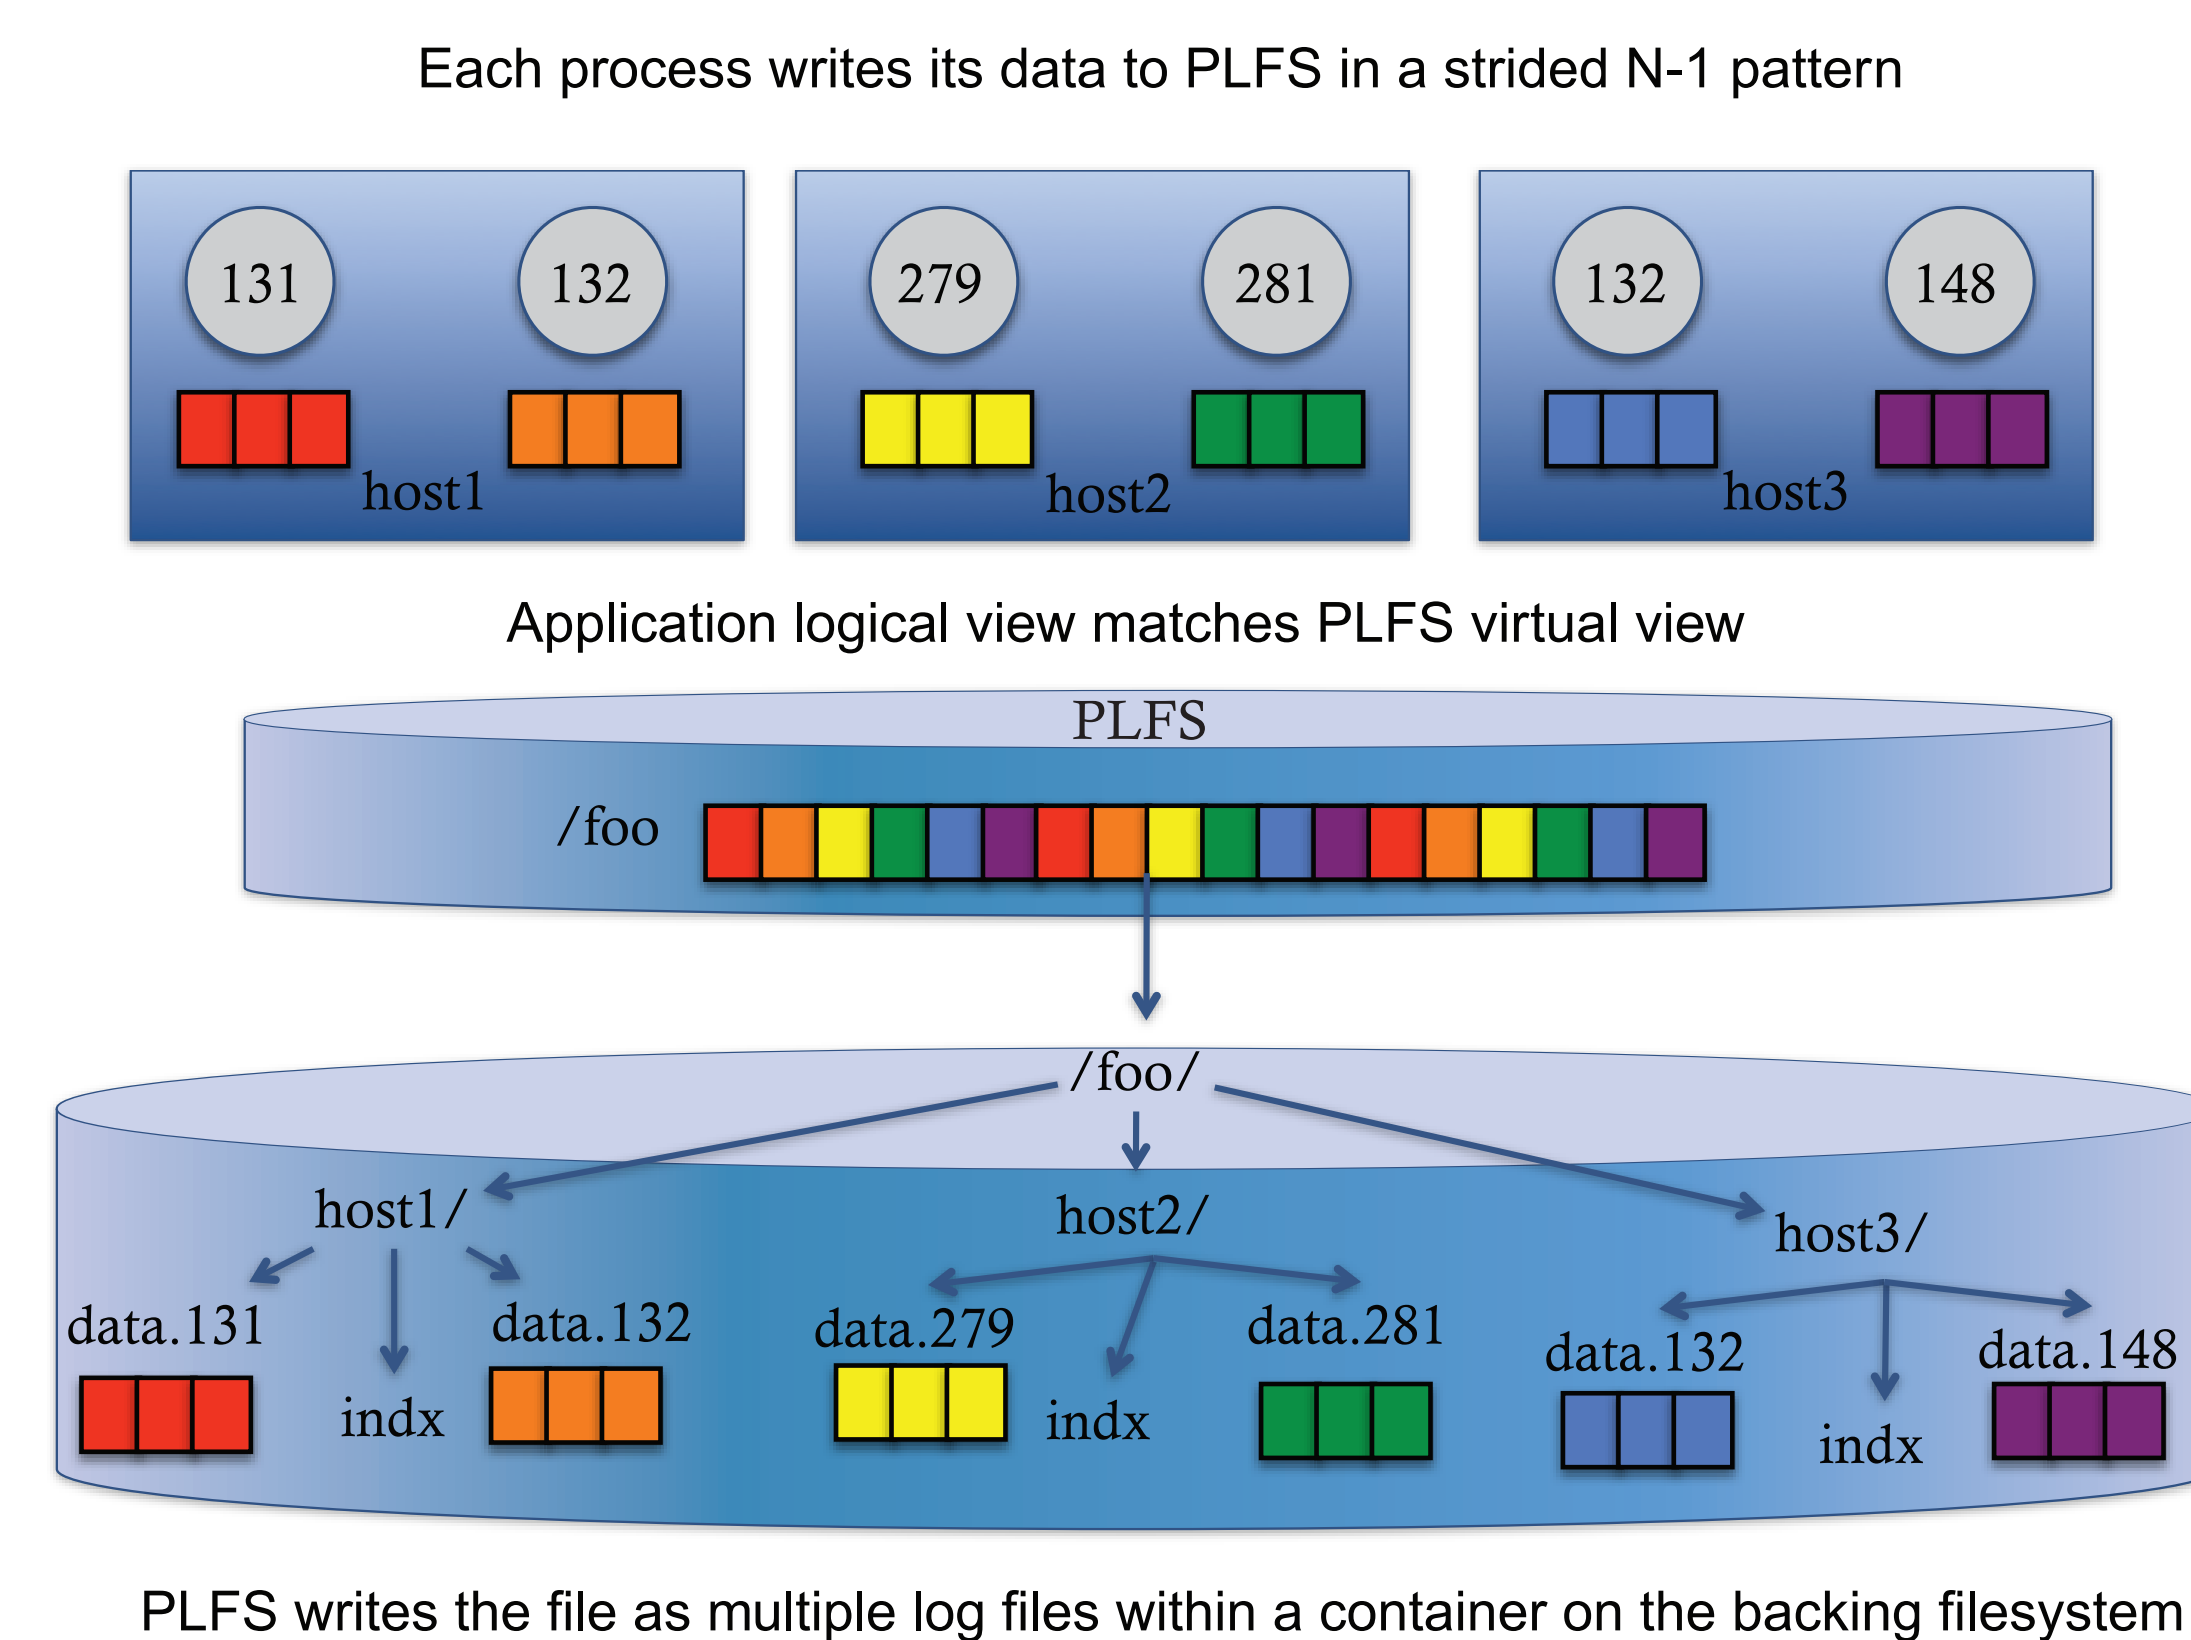 Each process writes its data to PLFS in a strided N-1 pattern
131 132 279 281 132 148
host1 host2 host3
Application logical view matches PLFS virtual view
PLFS
/foo
/foo/
host1/ host2/ host3/
data.131 data.132 data.279 data.281 data.132 data.148
indx indx indx
PLFS writes the file as multiple log files within a container on the backing filesystem